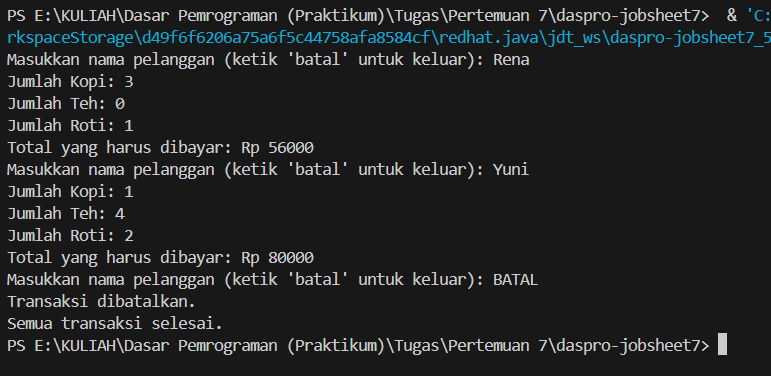 PS E:\KULIAH\Dasar Pemrograman (Praktikum)\Tugas\Pertemuan 7\daspro-jobsheet7>  & 'C:
rkspaceStorage\d49f6f6206a75a6f5c44758afa8584cf\redhat.java\jdt_ws\daspro-jobsheet7_5
Masukkan nama pelanggan (ketik 'batal' untuk keluar): Rena
Jumlah Kopi: 3
Jumlah Teh: 0
Jumlah Roti: 1
Total yang harus dibayar: Rp 56000
Masukkan nama pelanggan (ketik 'batal' untuk keluar): Yuni
Jumlah Kopi: 1
Jumlah Teh: 4
Jumlah Roti: 2
Total yang harus dibayar: Rp 80000
Masukkan nama pelanggan (ketik 'batal' untuk keluar): BATAL
Transaksi dibatalkan.
Semua transaksi selesai.
PS E:\KULIAH\Dasar Pemrograman (Praktikum)\Tugas\Pertemuan 7\daspro-jobsheet7>